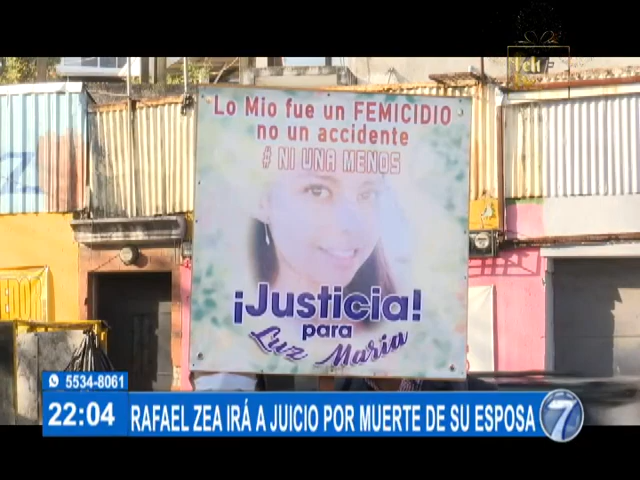 Lo Mio fue un FEMICIDIO
no un accidente
# NI UNA MENOS
¡Justicia!
para
Luz María
5534-8061
22:04
RAFAEL ZEA IRÁ A JUICIO POR MUERTE DE SU ESPOSA
7